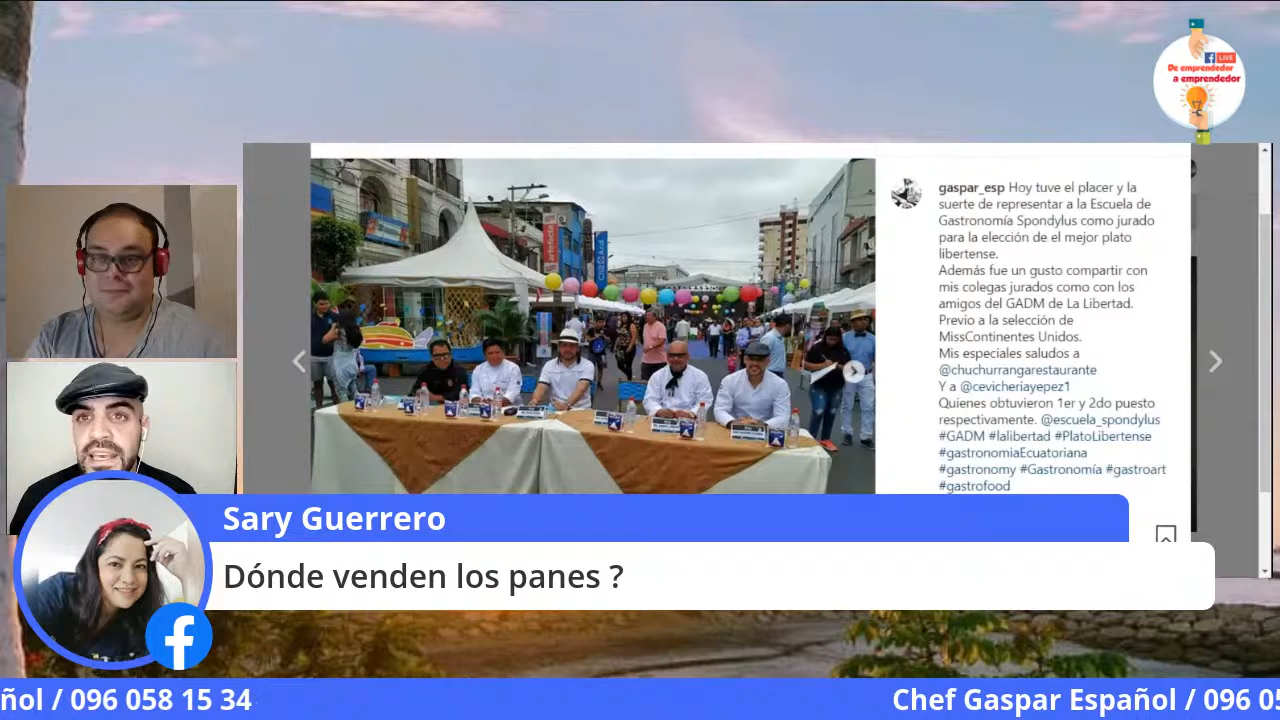 LIVE
De emprendedor
a emprendedor
gaspar_esp Hoy tuve el placer y la
suerte de representar a la Escuela de
Gastronomía Spondylus como jurado
para la elección de el mejor plato
libertense.
Además fue un gusto compartir con
mis colegas jurados como con los
amigos del GADM de La Libertad.
Previo a la selección de
MissContinentes Unidos.
Mis especiales saludos a
@chuchurrangarestaurante
Y a @cevicheriayepez1
Quienes obtuvieron 1er y 2do puesto
respectivamente. @escuela_spondylus
#GADM #lalibertad #PlatoLibertense
#gastronomiaEcuatoriana
#gastronomy #Gastronomía #gastroart
#gastrofood
Sary Guerrero
Dónde venden los panes ?
ñol / 096 058 15 34
Chef Gaspar Español / 096 05